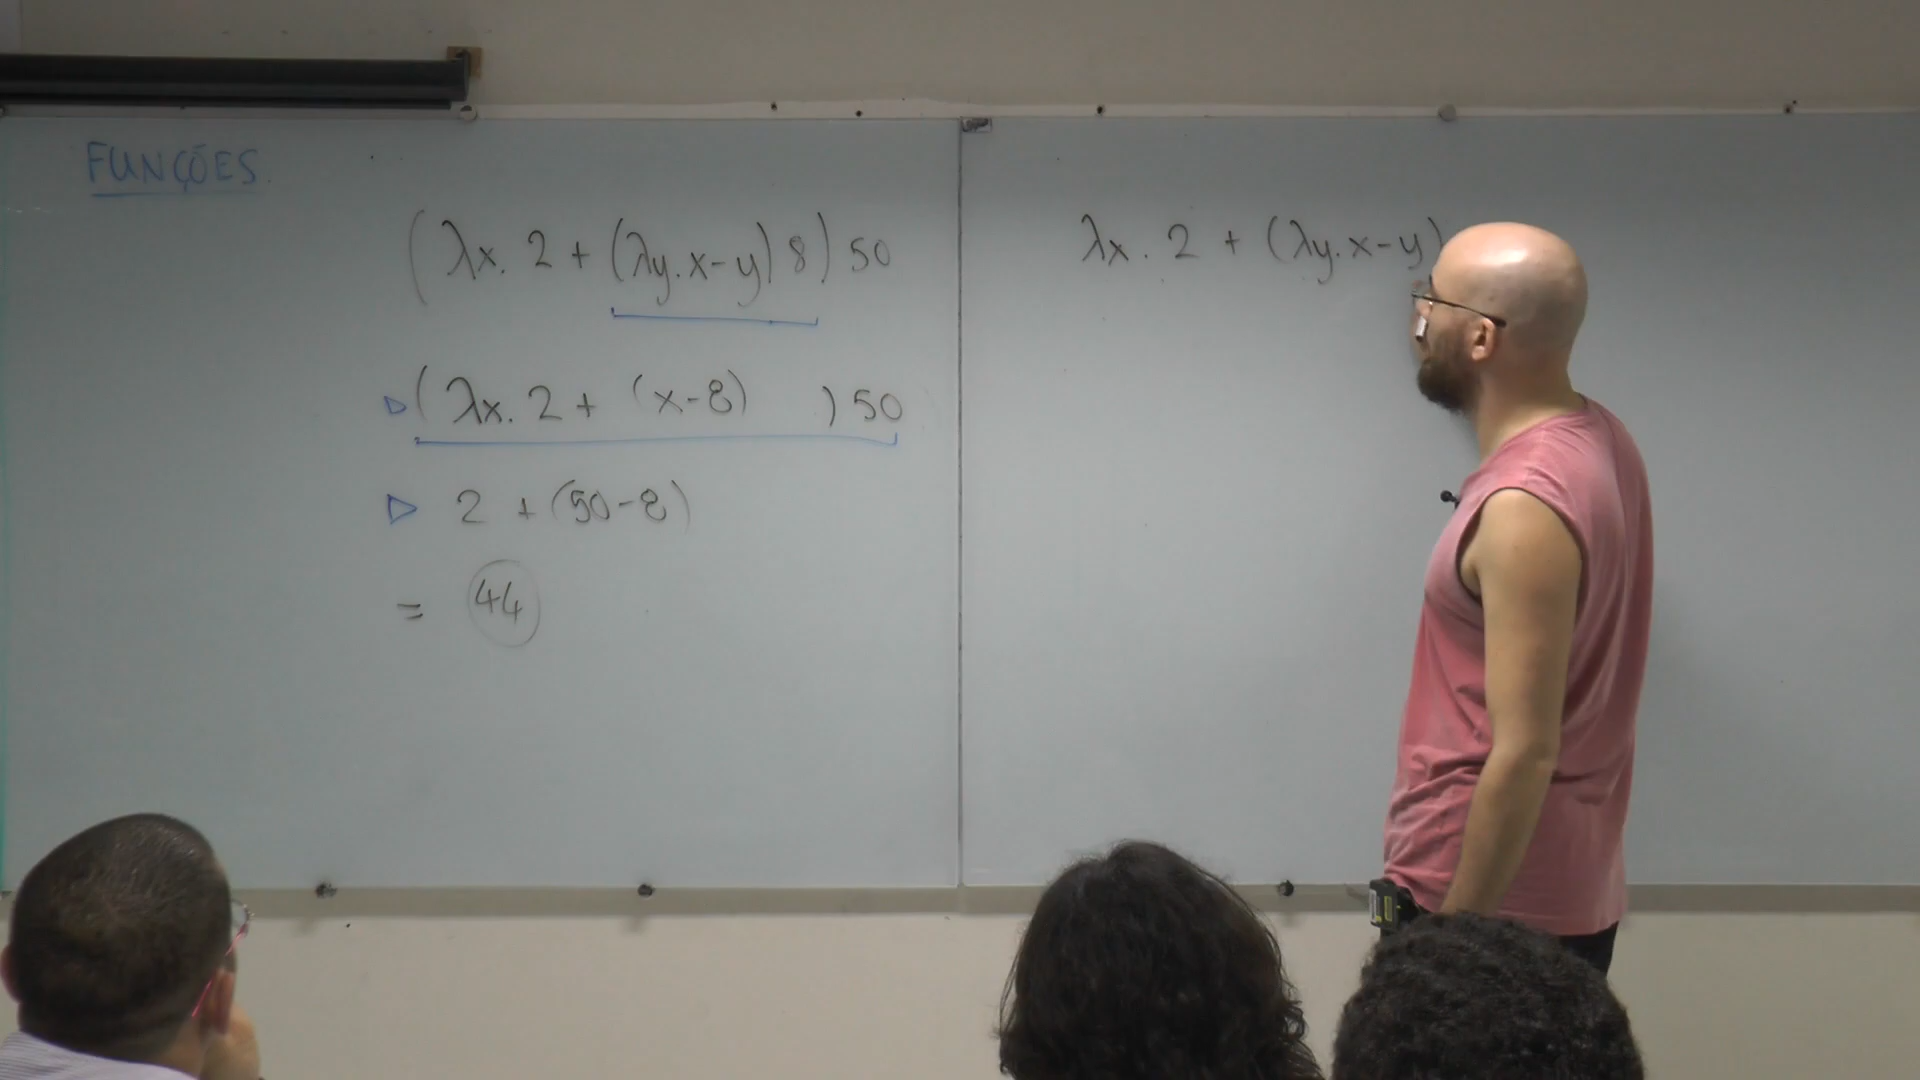 FUNÇÕES
(λx. 2 + (λy.x-y) 8) 50
▷ (λx. 2 + (x-8) ) 50
▷ 2 + (50-8)
= 44
λx. 2 + (λy.x-y)